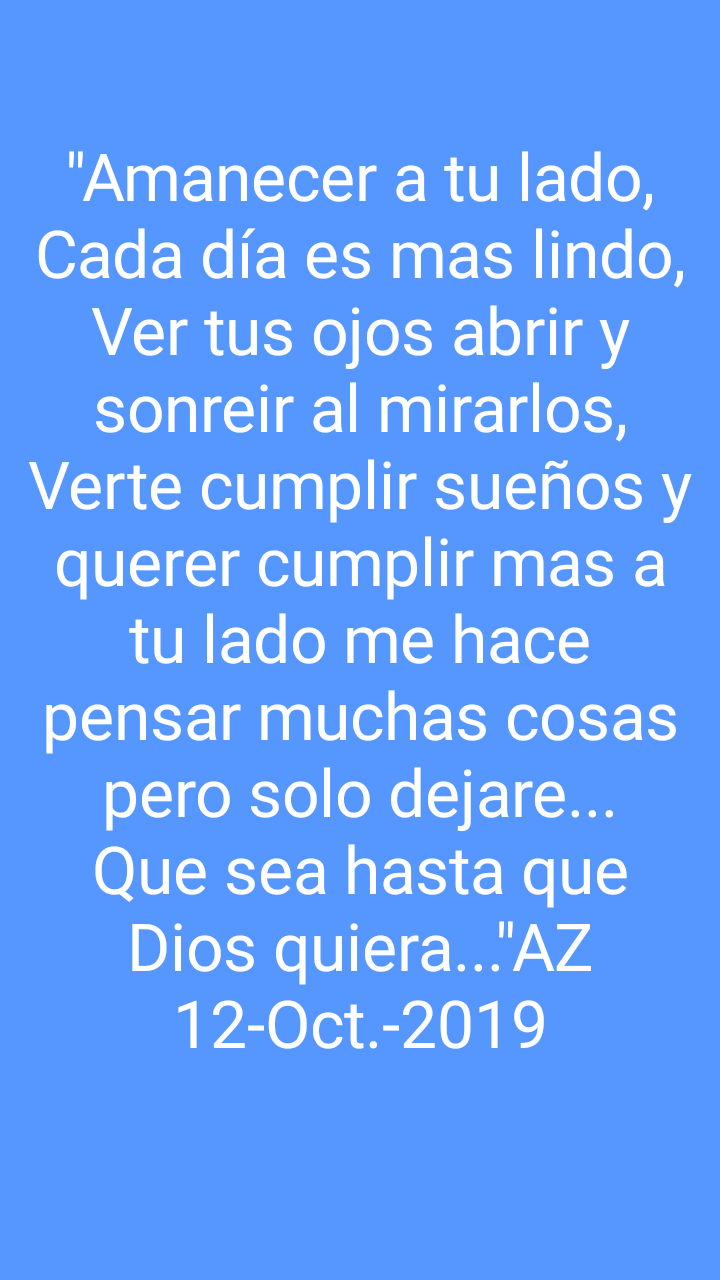 "Amanecer a tu lado,
Cada día es mas lindo,
Ver tus ojos abrir y
sonreir al mirarlos,
Verte cumplir sueños y
querer cumplir mas a
tu lado me hace
pensar muchas cosas
pero solo dejare...
Que sea hasta que
Dios quiera..."AZ
12-Oct.-2019